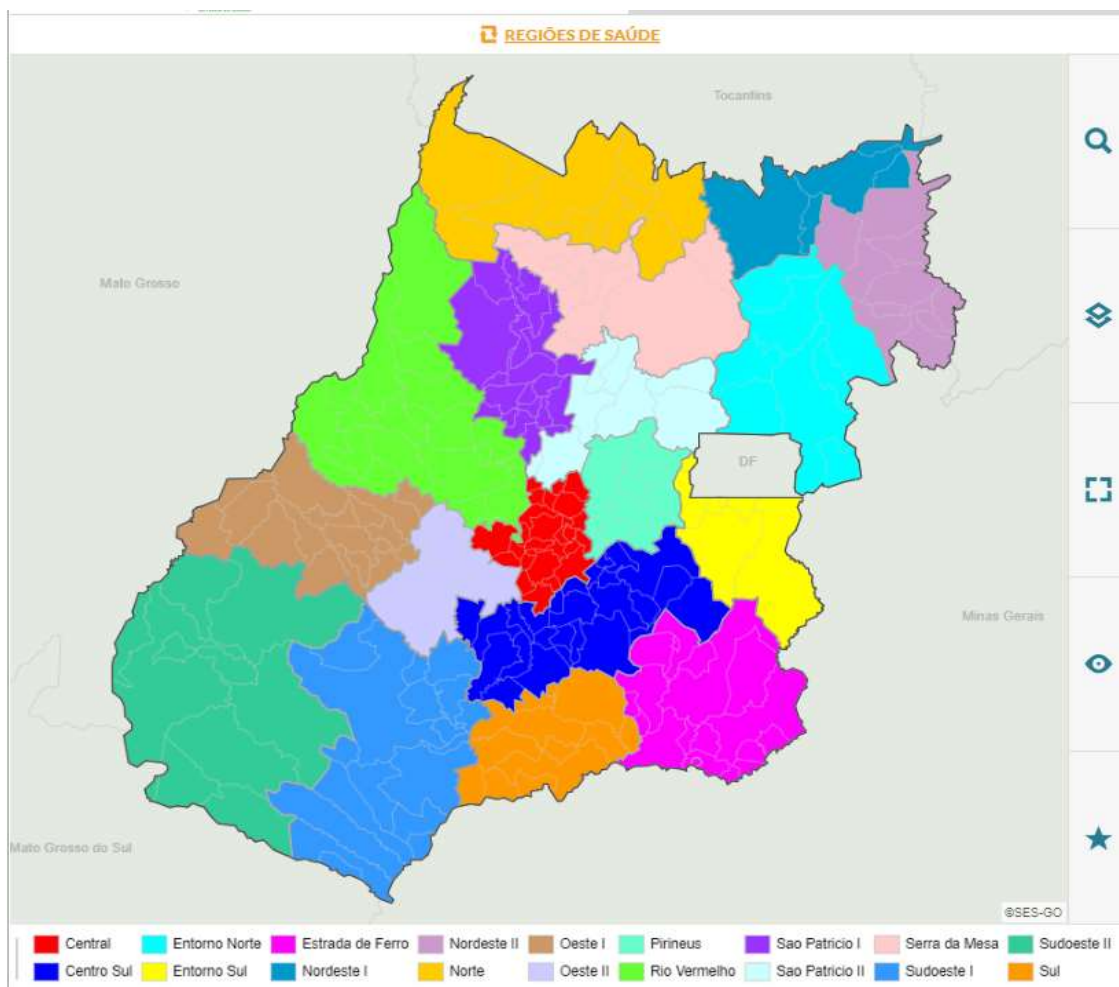 REGIÕES DE SAÚDE
Tocantins
Mato Grosso
DF
Minas Gerais
Mato Grosso do Sul
©SES-GO
Central
Entorno Norte
Estrada de Ferro
Nordeste II
Oeste I
Pirineus
Sao Patricio I
Serra da Mesa
Sudoeste II
Centro Sul
Entorno Sul
Nordeste I
Norte
Oeste II
Rio Vermelho
Sao Patricio II
Sudoeste I
Sul